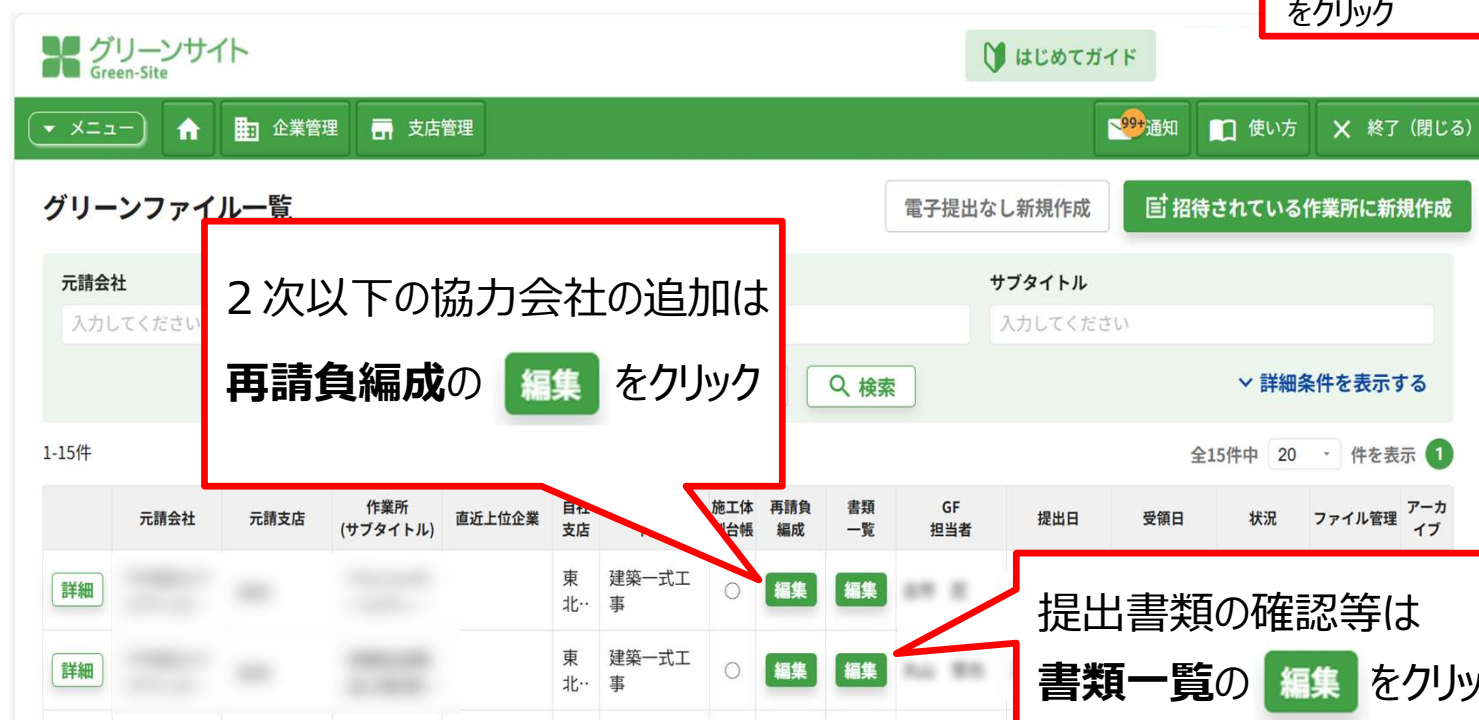 をクリック
グリーンサイト
Green-Site
はじめてガイド
メニュー
企業管理
支店管理
99+
通知
使い方
終了（閉じる）
グリーンファイル一覧
電子提出なし新規作成
招待されている作業所に新規作成
元請会社
サブタイトル
入力してください
入力してください
２次以下の協力会社の追加は
再請負編成の 編集 をクリック
検索
詳細条件を表示する
1-15件
全15件中 20 件を表示 1
元請会社
元請支店
作業所
(サブタイトル)
直近上位企業
自社
支店
施工体
台帳
再請負
編成
書類
一覧
GF
担当者
提出日
受領日
状況
ファイル管理
アーカ
イブ
詳細
東
北‥
建築一式工
事
○
編集
編集
詳細
東
北‥
建築一式工
事
○
編集
編集
提出書類の確認等は
書類一覧の 編集 をクリッ